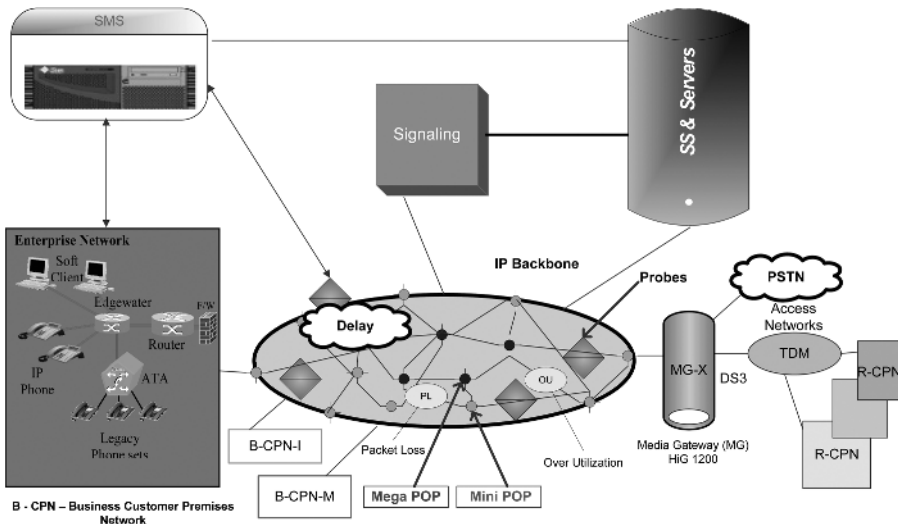 SMS
Sun
Signaling
SS & Servers
Enterprise Network
Soft
Client
Edgewater
F/W
Router
IP
Phone
ATA
Legacy
Phone sets
B - CPN – Business Customer Premises
Network
IP Backbone
Probes
Delay
PL
OU
Packet Loss
Over Utilization
B-CPN-I
B-CPN-M
Mega POP
Mini POP
PSTN
Access
Networks
MG-X
DS3
TDM
Media Gateway (MG)
HiG 1200
R-CPN
R-CPN